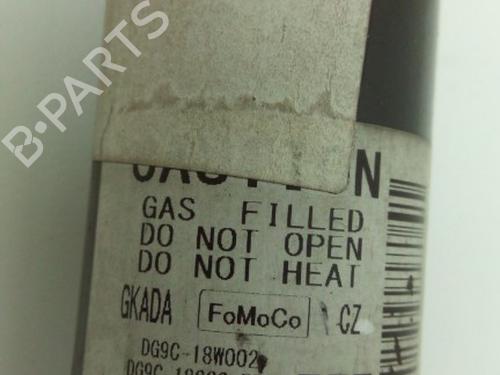 B-PARTS
GAS FILLED
DO NOT OPEN
DO NOT HEAT
GKADA FoMoCo CZ
DG9C-18W002